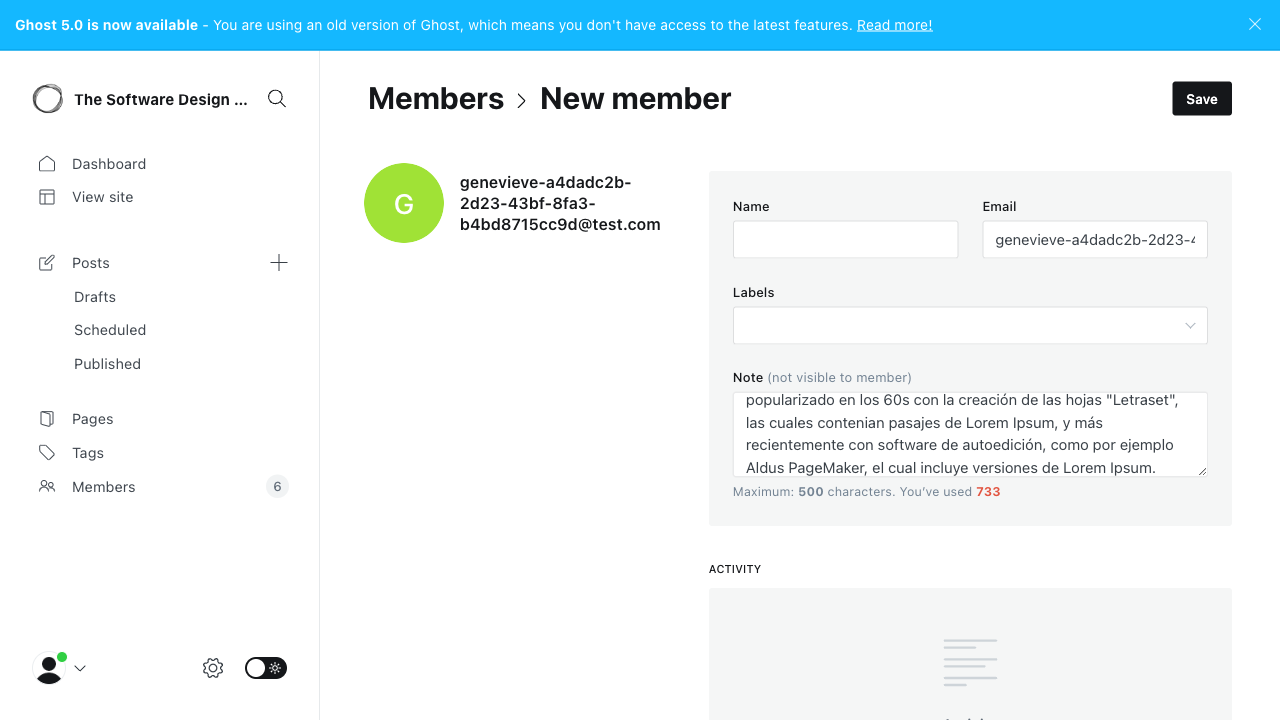 Ghost 5.0 is now available - You are using an old version of Ghost, which means you don't have access to the latest features. Read more!
The Software Design ...
Dashboard
View site
Posts
Drafts
Scheduled
Published
Pages
Tags
Members
6
Members
New member
Save
G
genevieve-a4dadc2b-
2d23-43bf-8fa3-
b4bd8715cc9d@test.com
Name
Email
genevieve-a4dadc2b-2d23-4
Labels
Note (not visible to member)
popularizado en los 60s con la creación de las hojas "Letraset",
las cuales contenian pasajes de Lorem Ipsum, y más
recientemente con software de autoedición, como por ejemplo
Aldus PageMaker, el cual incluye versiones de Lorem Ipsum.
Maximum: 500 characters. You've used 733
ACTIVITY